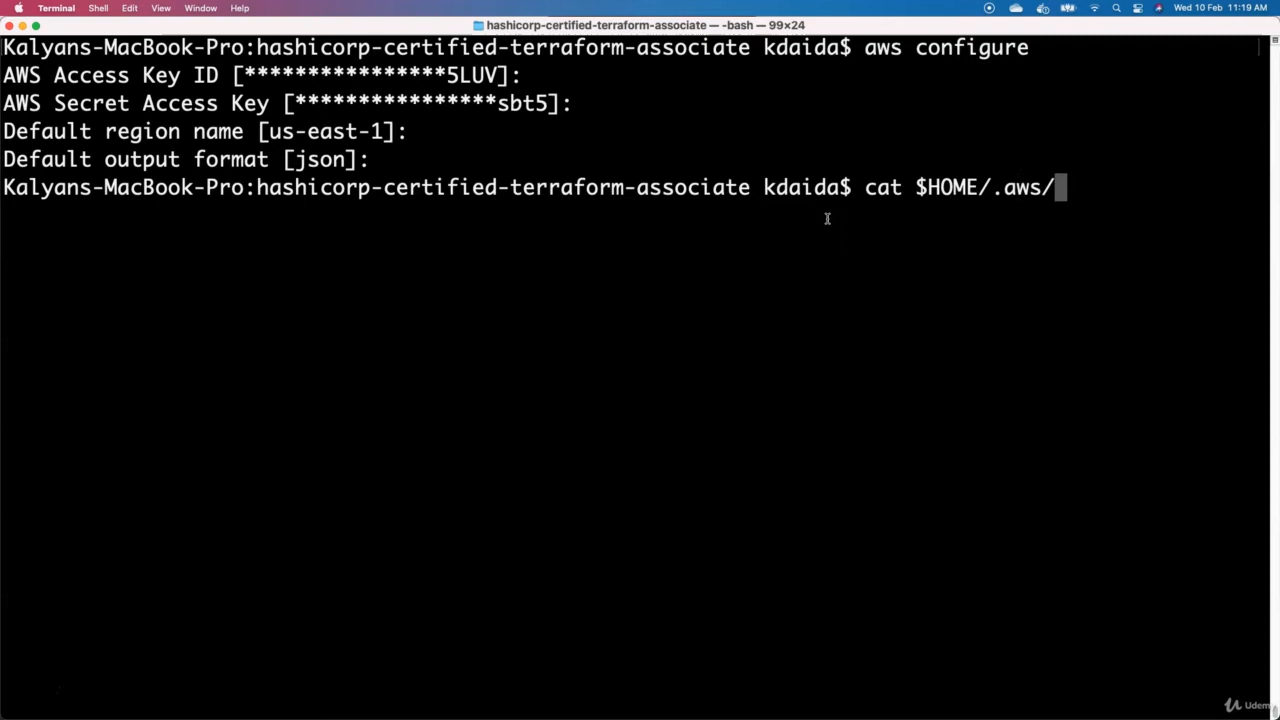 Terminal Shell Edit View Window Help Wed 10 Feb 11:19 AM
hashicorp-certified-terraform-associate — -bash — 99×24
Kalyans-MacBook-Pro:hashicorp-certified-terraform-associate kdaida$ aws configure
AWS Access Key ID [****************5LUV]:
AWS Secret Access Key [****************sbt5]:
Default region name [us-east-1]:
Default output format [json]:
Kalyans-MacBook-Pro:hashicorp-certified-terraform-associate kdaida$ cat $HOME/.aws/